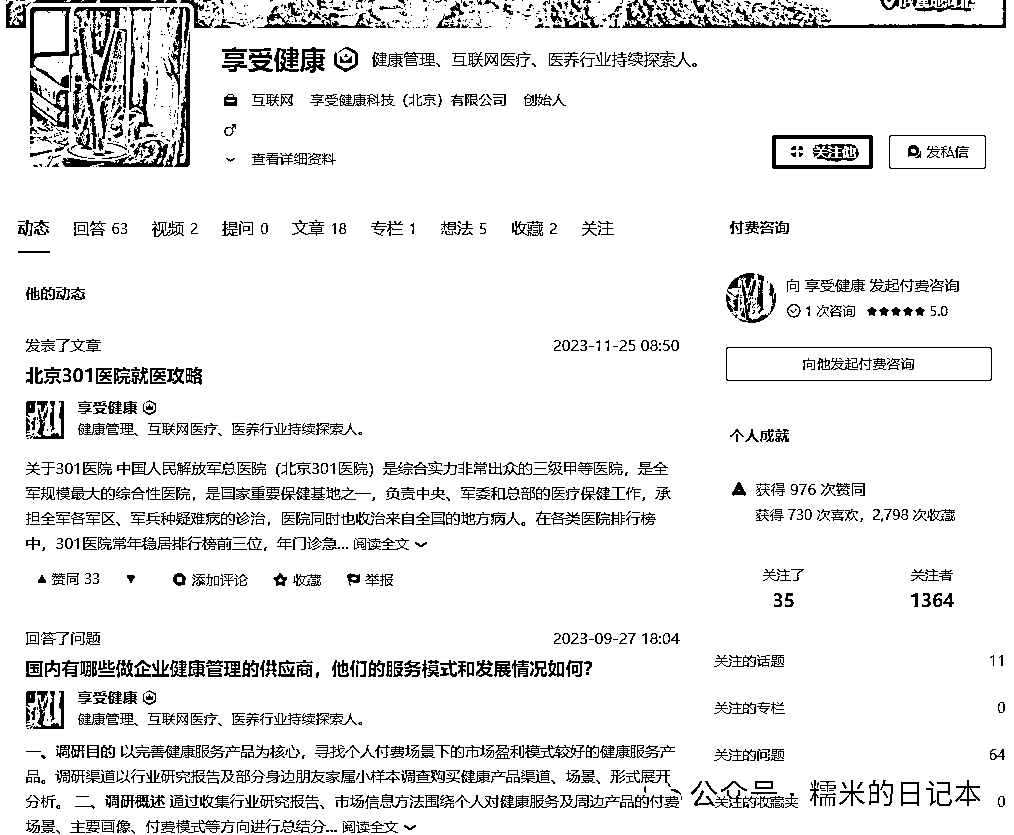 享受健康 健康管理、互联网医疗、医养行业持续探索人。
互联网 享受健康科技（北京）有限公司 创始人
查看详细资料
关注他 发私信
动态 回答 63 视频 2 提问 0 文章 18 专栏 1 想法 5 收藏 2 关注
他的动态
发表了文章 2023-11-25 08:50
北京301医院就医攻略
享受健康
健康管理、互联网医疗、医养行业持续探索人。
关于301医院 中国人民解放军总医院（北京301医院）是综合实力非常出众的三级甲等医院，是全
军规模最大的综合性医院，是国家重要保健基地之一，负责中央、军委和总部的医疗保健工作，承
担全军各军区、军兵种疑难病的诊治，医院同时也收治来自全国的地方病人。在各类医院排行榜
中，301医院常年稳居排行榜前三位，年门诊急... 阅读全文
赞同 33 添加评论 收藏 举报
回答了问题 2023-09-27 18:04
国内有哪些做企业健康管理的供应商，他们的服务模式和发展情况如何？
享受健康
健康管理、互联网医疗、医养行业持续探索人。
一、调研目的 以完善健康服务产品为核心，寻找个人付费场景下的市场盈利模式较好的健康服务产
品。调研渠道以行业研究报告及部分身边朋友家属小样本调查购买健康产品渠道、场景、形式展开
分析。 二、调研概述 通过收集行业研究报告、市场信息方法围绕个人对健康服务及周边产品的付费
场景、主要画像、付费模式等方向进行总结分... 阅读全文
付费咨询
向 享受健康 发起付费咨询
1 次咨询 ★★★★★ 5.0
向他发起付费咨询
个人成就
获得 976 次赞同
获得 730 次喜欢，2,798 次收藏
关注了 关注者
35 1364
关注的话题 11
关注的专栏 0
关注的问题 64
关注的收藏夹 0
公众号 · 糯米的日记本